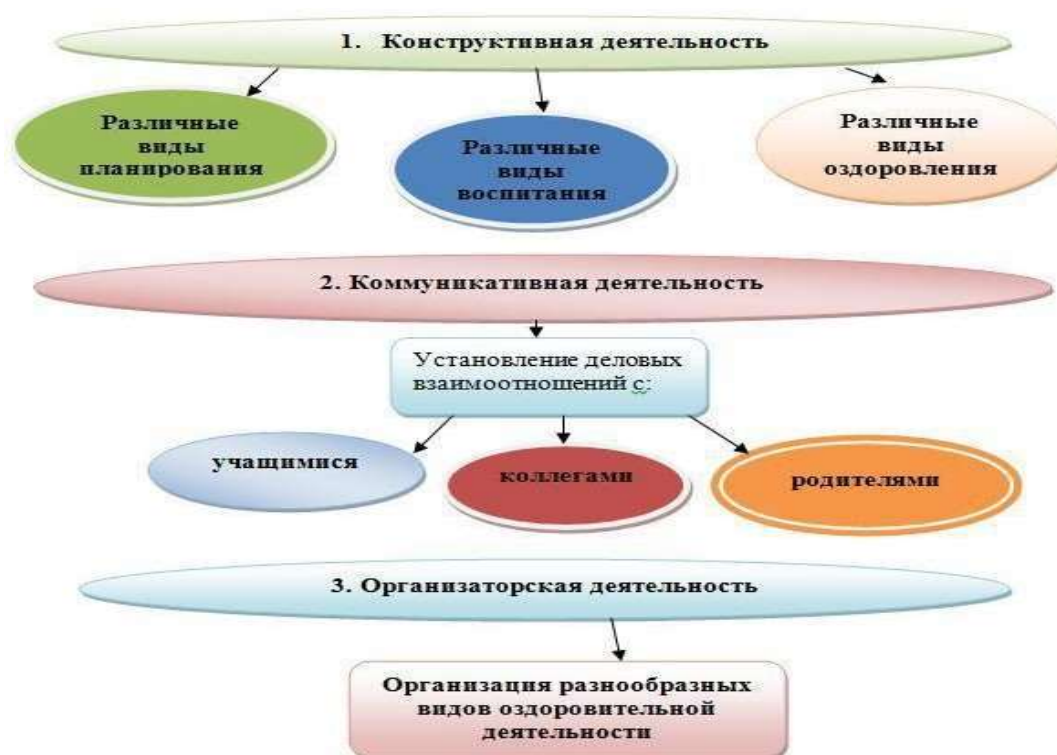 1. Конструктивная деятельность
Различные
виды
планирования
Различные
виды
воспитания
Различные
виды
оздоровления
2. Коммуникативная деятельность
Установление деловых
взаимоотношений с:
учащимися
коллегами
родителями
3. Организаторская деятельность
Организация разнообразных
видов оздоровительной
деятельности